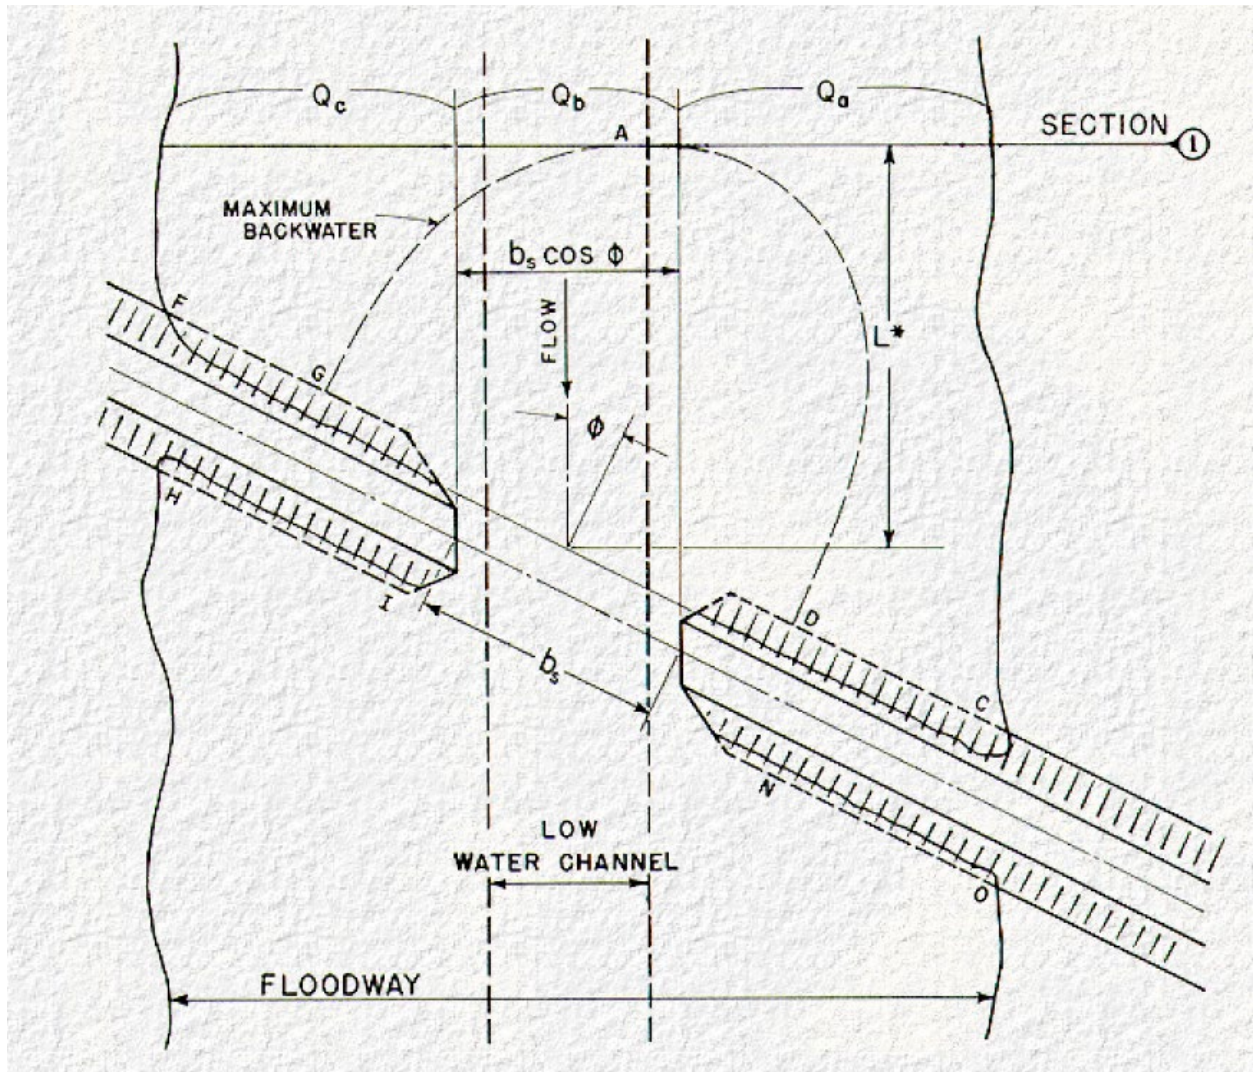 Qc Qb Qa
A
SECTION 1
MAXIMUM
BACKWATER
bs COS ϕ
F
FLOW
L*
G
ϕ
H
I
D
bs
C
N
LOW
WATER CHANNEL
O
FLOODWAY